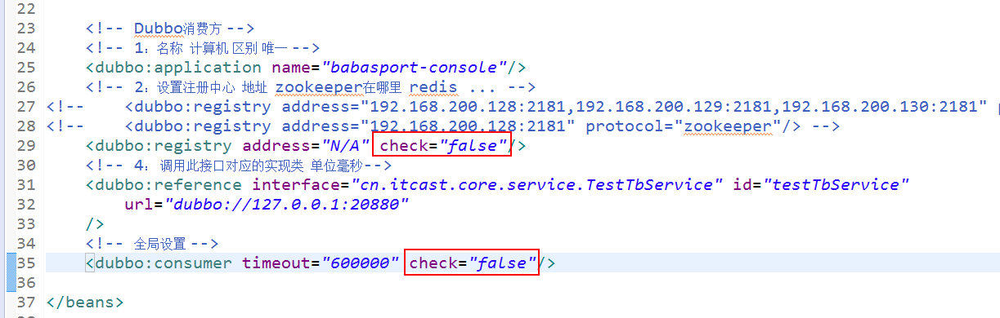 22
23 <!-- Dubbo消费方 -->
24 <!-- 1：名称 计算机 区别 唯一 -->
25 <dubbo:application name="babasport-console"/>
26 <!-- 2：设置注册中心 地址 zookeeper在哪里 redis ... -->
27 <!-- <dubbo:registry address="192.168.200.128:2181,192.168.200.129:2181,192.168.200.130:2181"
28 <!-- <dubbo:registry address="192.168.200.128:2181" protocol="zookeeper"/> -->
29 <dubbo:registry address="N/A" check="false"/>
30 <!-- 4：调用此接口对应的实现类 单位毫秒-->
31 <dubbo:reference interface="cn.itcast.core.service.TestTbService" id="testTbService"
32 url="dubbo://127.0.0.1:20880"
33 />
34 <!-- 全局设置 -->
35 <dubbo:consumer timeout="600000" check="false"/>
36
37 </beans>